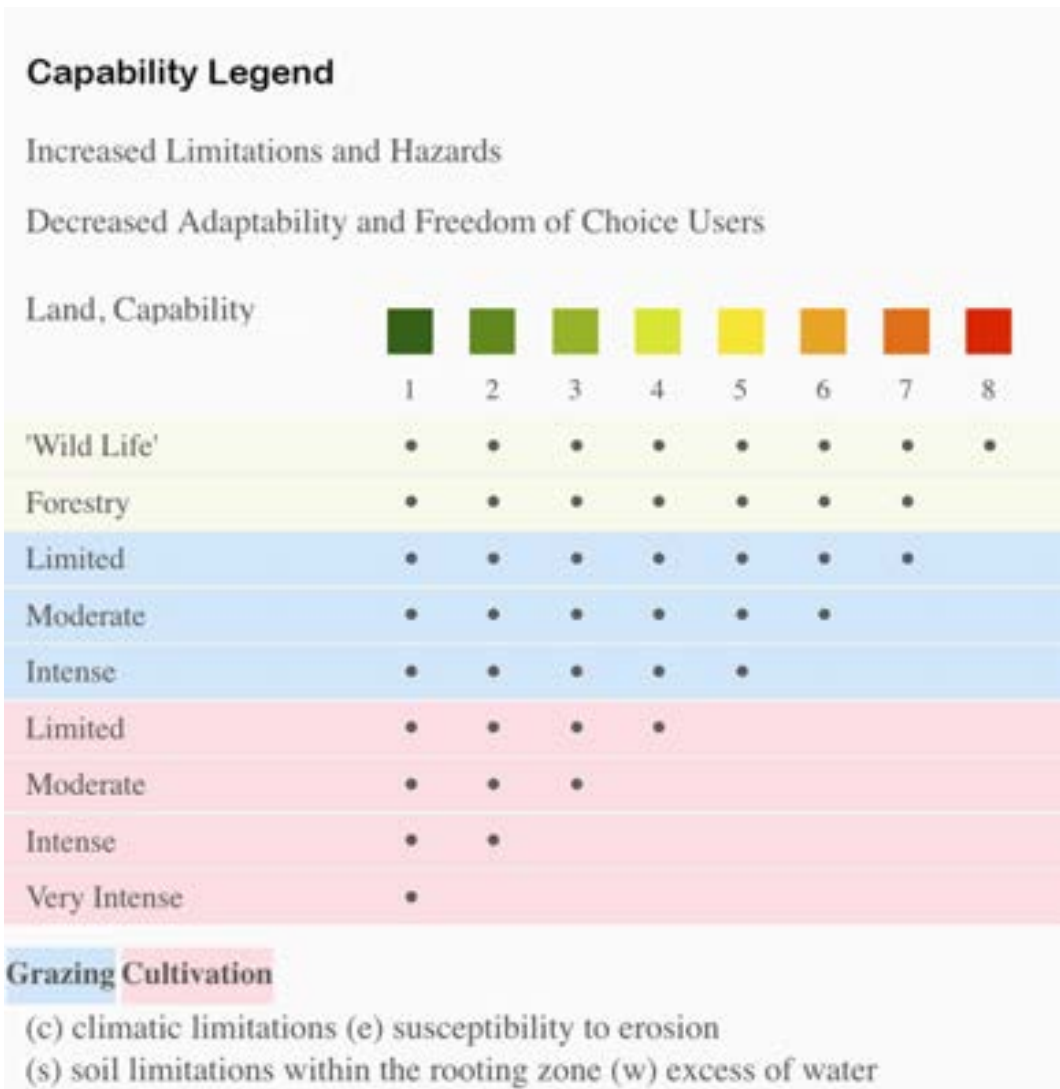 Capability Legend
Increased Limitations and Hazards
Decreased Adaptability and Freedom of Choice Users
Land, Capability
1 2 3 4 5 6 7 8
'Wild Life' • • • • • • • •
Forestry • • • • • • •
Limited • • • • • • •
Moderate • • • • • •
Intense • • • • •
Limited • • • •
Moderate • • •
Intense • •
Very Intense •
Grazing Cultivation
(c) climatic limitations (e) susceptibility to erosion
(s) soil limitations within the rooting zone (w) excess of water